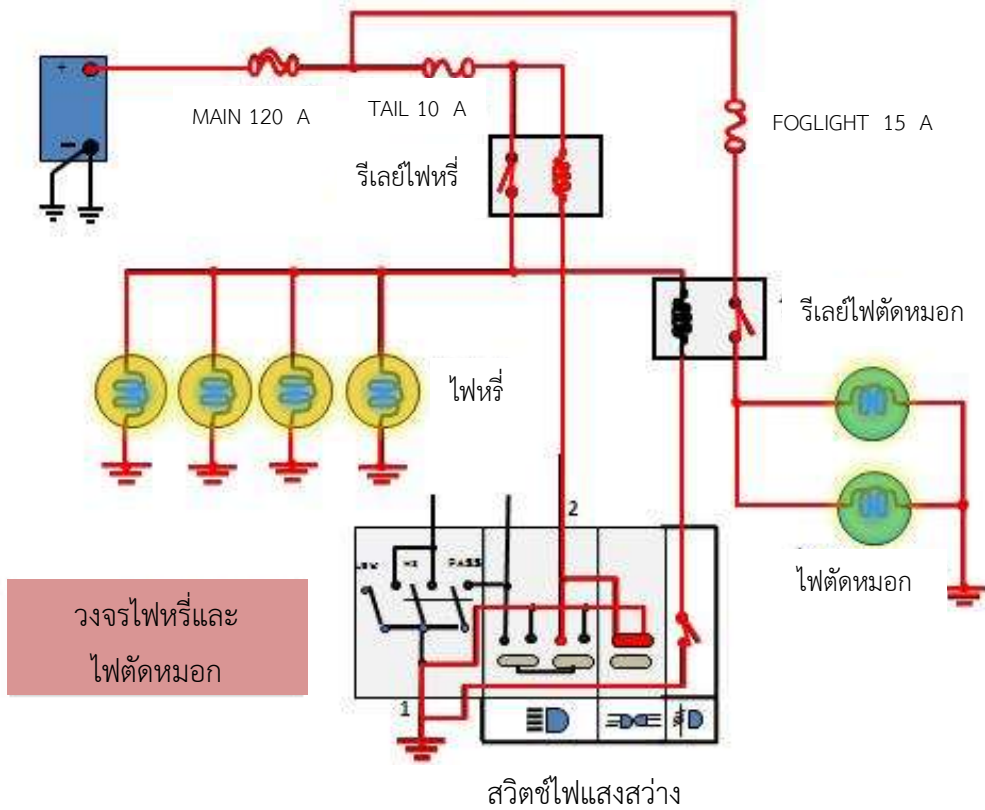 +
MAIN 120 A
TAIL 10 A
FOGLIGHT 15 A
รีเลย์ไฟหรี่
รีเลย์ไฟตัดหมอก
ไฟหรี่
2
PASS
ไฟตัดหมอก
วงจรไฟหรี่และ
ไฟตัดหมอก
1
สวิตช์ไฟแสงสว่าง